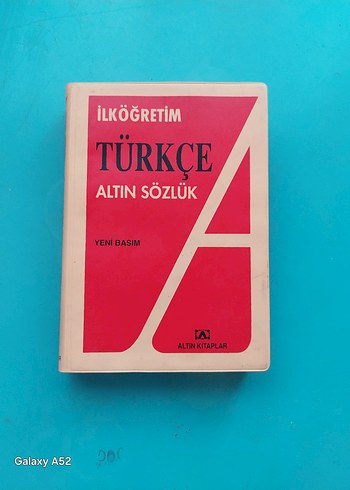 İLKÖĞRETİM
TÜRKÇE
ALTIN SÖZLÜK
YENİ BASIM
ALTIN KİTAPLAR
Galaxy A52